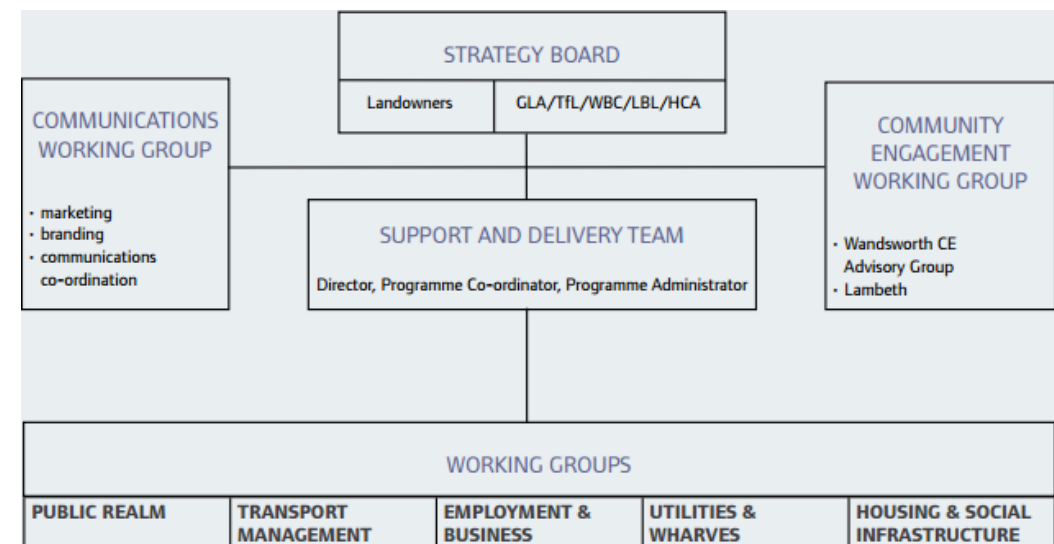 STRATEGY BOARD
Landowners
GLA/TfL/WBC/LBL/HCA
COMMUNICATIONS
WORKING GROUP
• marketing
• branding
• communications
co-ordination
COMMUNITY
ENGAGEMENT
WORKING GROUP
• Wandsworth CE
Advisory Group
• Lambeth
SUPPORT AND DELIVERY TEAM
Director, Programme Co-ordinator, Programme Administrator
WORKING GROUPS
PUBLIC REALM
TRANSPORT
MANAGEMENT
EMPLOYMENT &
BUSINESS
UTILITIES &
WHARVES
HOUSING & SOCIAL
INFRASTRUCTURE